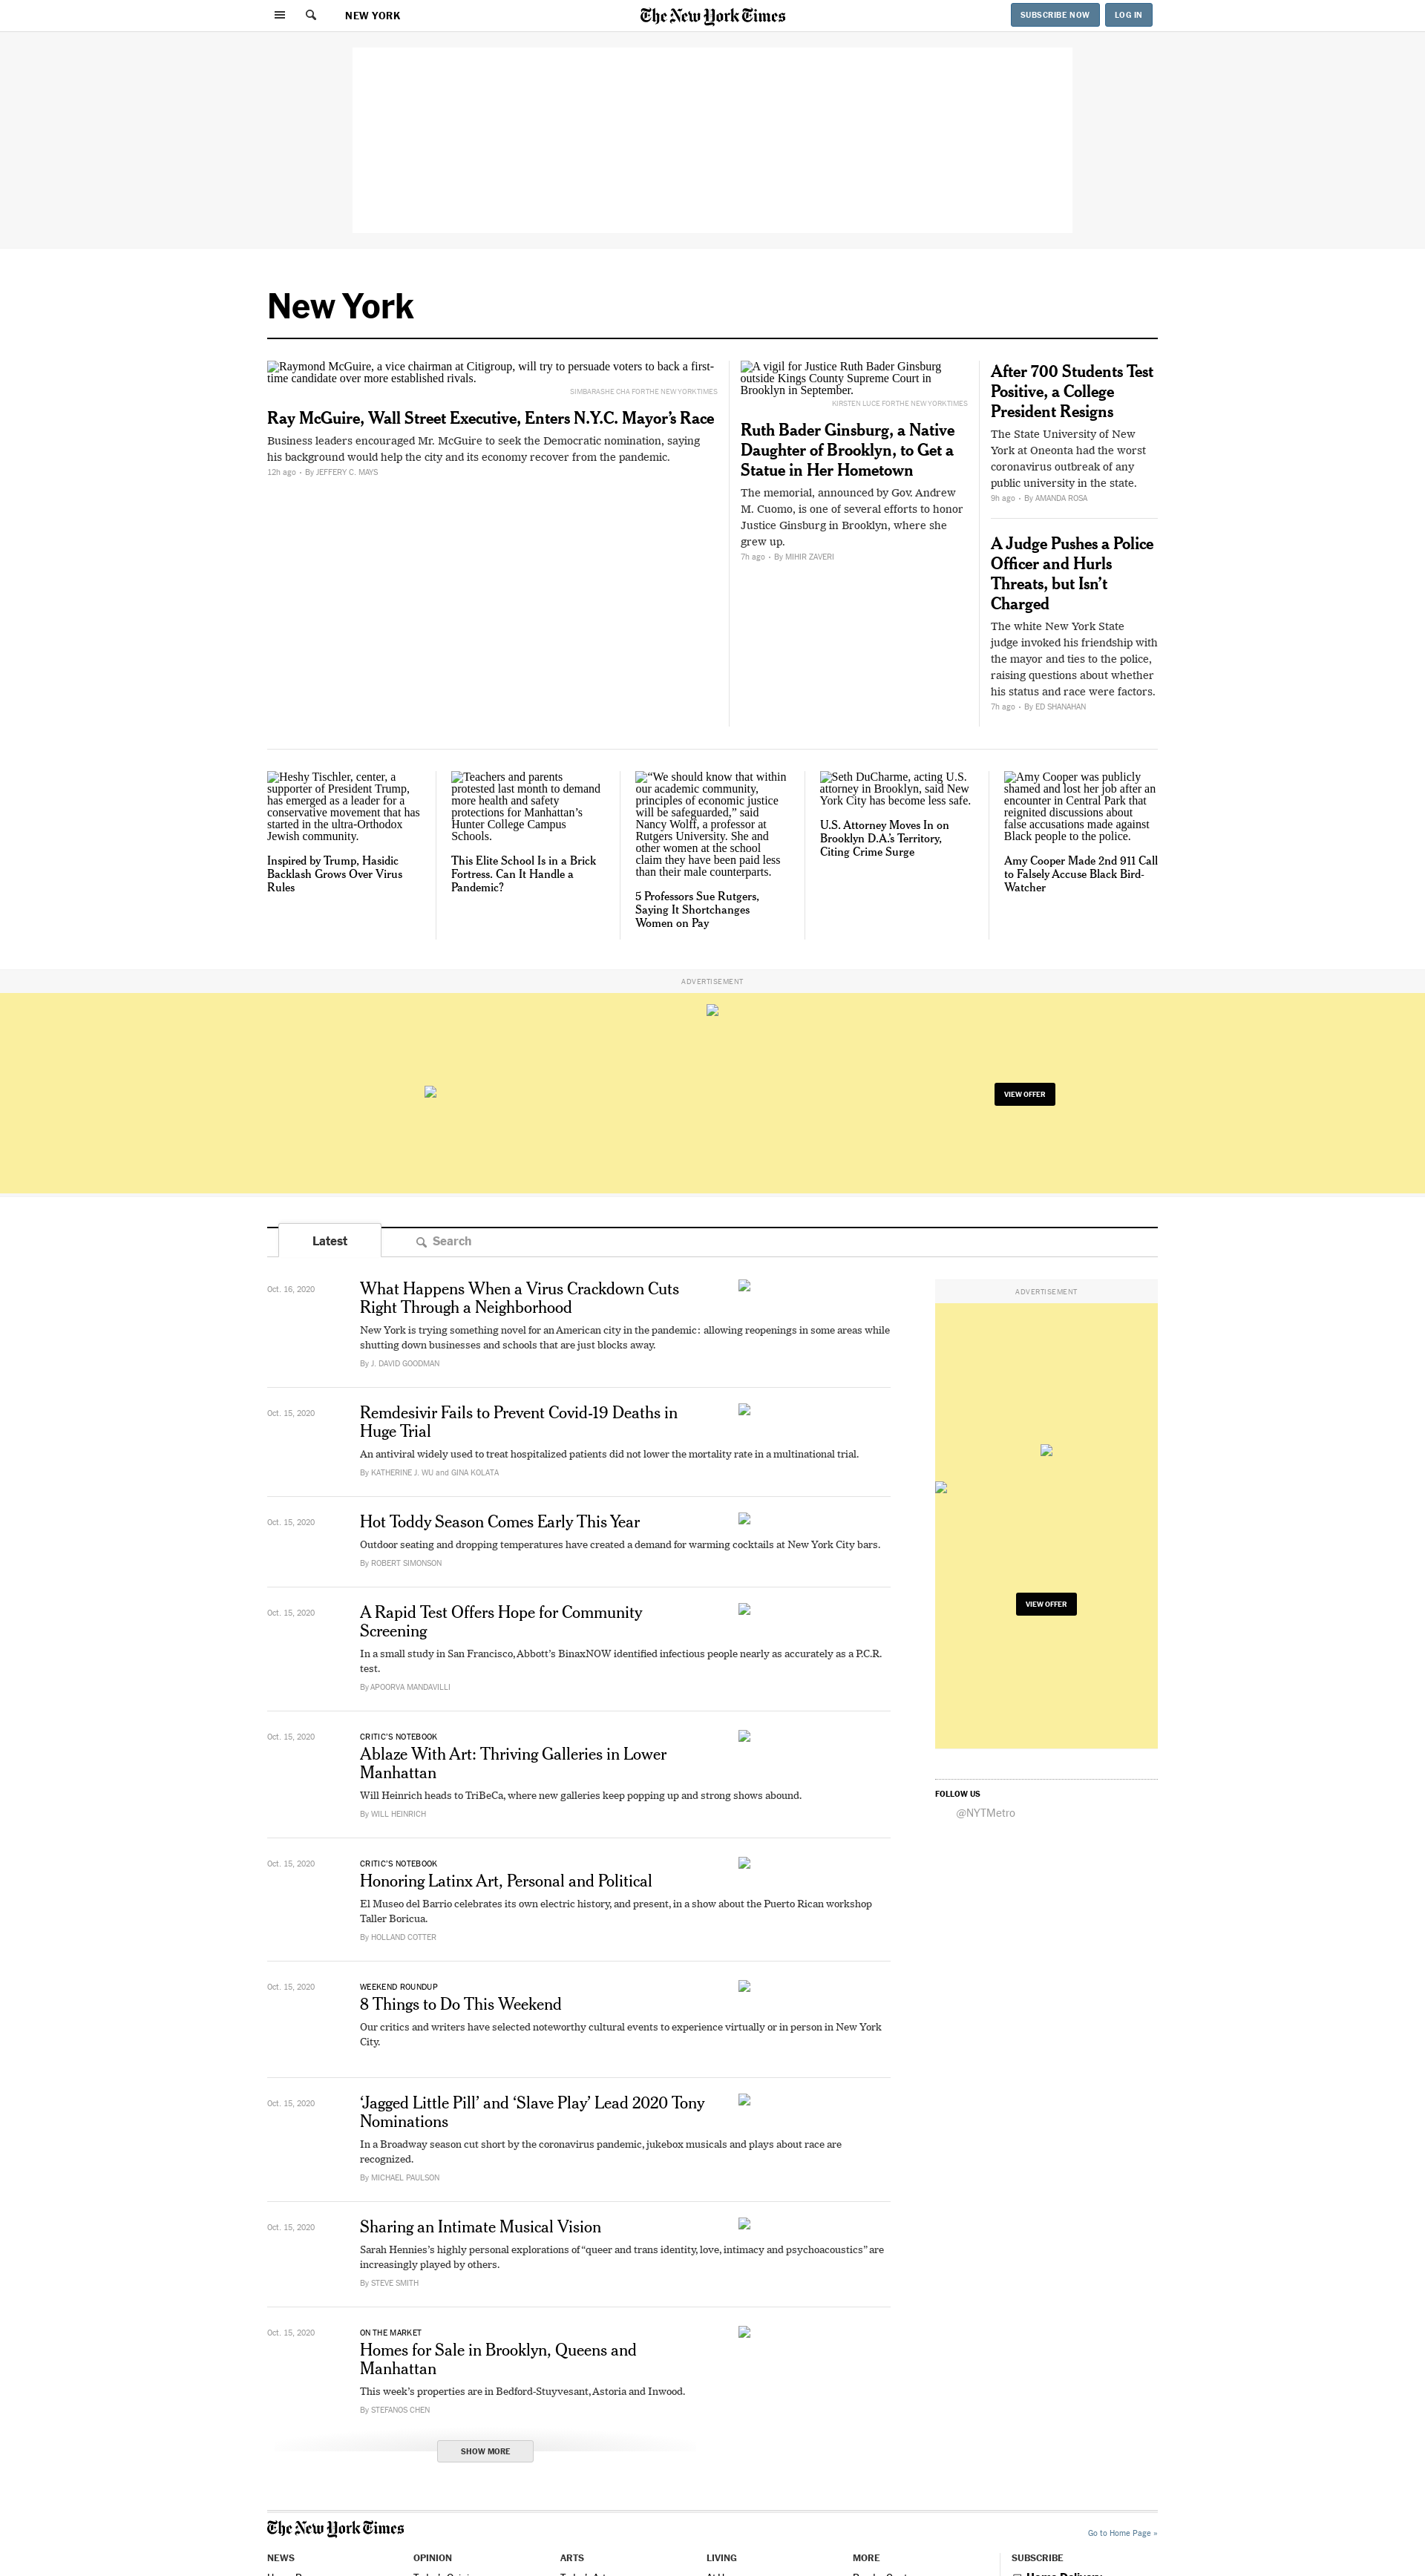 NEW YORK
The New York Times
SUBSCRIBE NOW
LOG IN
New York
Raymond McGuire, a vice chairman at Citigroup, will try to persuade voters to back a first-
time candidate over more established rivals.
SIMBARASHE CHA FOR THE NEW YORK TIMES
Ray McGuire, Wall Street Executive, Enters N.Y.C. Mayor's Race
Business leaders encouraged Mr. McGuire to seek the Democratic nomination, saying
his background would help the city and its economy recover from the pandemic.
12h ago • By JEFFERY C. MAYS
A vigil for Justice Ruth Bader Ginsburg
outside Kings County Supreme Court in
Brooklyn in September.
KIRSTEN LUCE FOR THE NEW YORK TIMES
Ruth Bader Ginsburg, a Native
Daughter of Brooklyn, to Get a
Statue in Her Hometown
The memorial, announced by Gov. Andrew
M. Cuomo, is one of several efforts to honor
Justice Ginsburg in Brooklyn, where she
grew up.
7h ago • By MIHIR ZAVERI
After 700 Students Test
Positive, a College
President Resigns
The State University of New
York at Oneonta had the worst
coronavirus outbreak of any
public university in the state.
9h ago • By AMANDA ROSA
A Judge Pushes a Police
Officer and Hurls
Threats, but Isn't
Charged
The white New York State
judge invoked his friendship with
the mayor and ties to the police,
raising questions about whether
his status and race were factors.
7h ago • By ED SHANAHAN
Heshy Tischler, center, a
supporter of President Trump,
has emerged as a leader for a
conservative movement that has
started in the ultra-Orthodox
Jewish community.
Inspired by Trump, Hasidic
Backlash Grows Over Virus
Rules
Teachers and parents
protested last month to demand
more health and safety
protections for Manhattan's
Hunter College Campus
Schools.
This Elite School Is in a Brick
Fortress. Can It Handle a
Pandemic?
“We should know that within
our academic community,
principles of economic justice
will be safeguarded,” said
Nancy Wolff, a professor at
Rutgers University. She and
other women at the school
claim they have been paid less
than their male counterparts.
5 Professors Sue Rutgers,
Saying It Shortchanges
Women on Pay
Seth DuCharme, acting U.S.
attorney in Brooklyn, said New
York City has become less safe.
U.S. Attorney Moves In on
Brooklyn D.A.'s Territory,
Citing Crime Surge
Amy Cooper was publicly
shamed and lost her job after an
encounter in Central Park that
reignited discussions about
false accusations made against
Black people to the police.
Amy Cooper Made 2nd 911 Call
to Falsely Accuse Black Bird-
Watcher
ADVERTISEMENT
VIEW OFFER
Latest
Search
Oct. 16, 2020
What Happens When a Virus Crackdown Cuts
Right Through a Neighborhood
New York is trying something novel for an American city in the pandemic: allowing reopenings in some areas while
shutting down businesses and schools that are just blocks away.
By J. DAVID GOODMAN
Oct. 15, 2020
Remdesivir Fails to Prevent Covid-19 Deaths in
Huge Trial
An antiviral widely used to treat hospitalized patients did not lower the mortality rate in a multinational trial.
By KATHERINE J. WU and GINA KOLATA
Oct. 15, 2020
Hot Toddy Season Comes Early This Year
Outdoor seating and dropping temperatures have created a demand for warming cocktails at New York City bars.
By ROBERT SIMONSON
Oct. 15, 2020
A Rapid Test Offers Hope for Community
Screening
In a small study in San Francisco, Abbott's BinaxNOW identified infectious people nearly as accurately as a P.C.R.
test.
By APOORVA MANDAVILLI
Oct. 15, 2020
CRITIC'S NOTEBOOK
Ablaze With Art: Thriving Galleries in Lower
Manhattan
Will Heinrich heads to TriBeCa, where new galleries keep popping up and strong shows abound.
By WILL HEINRICH
Oct. 15, 2020
CRITIC'S NOTEBOOK
Honoring Latinx Art, Personal and Political
El Museo del Barrio celebrates its own electric history, and present, in a show about the Puerto Rican workshop
Taller Boricua.
By HOLLAND COTTER
Oct. 15, 2020
WEEKEND ROUNDUP
8 Things to Do This Weekend
Our critics and writers have selected noteworthy cultural events to experience virtually or in person in New York
City.
Oct. 15, 2020
‘Jagged Little Pill’ and ‘Slave Play’ Lead 2020 Tony
Nominations
In a Broadway season cut short by the coronavirus pandemic, jukebox musicals and plays about race are
recognized.
By MICHAEL PAULSON
Oct. 15, 2020
Sharing an Intimate Musical Vision
Sarah Hennies's highly personal explorations of “queer and trans identity, love, intimacy and psychoacoustics” are
increasingly played by others.
By STEVE SMITH
Oct. 15, 2020
ON THE MARKET
Homes for Sale in Brooklyn, Queens and
Manhattan
This week's properties are in Bedford-Stuyvesant, Astoria and Inwood.
By STEFANOS CHEN
SHOW MORE
ADVERTISEMENT
VIEW OFFER
FOLLOW US
@NYTMetro
The New York Times
Go to Home Page »
NEWS
OPINION
ARTS
LIVING
MORE
SUBSCRIBE